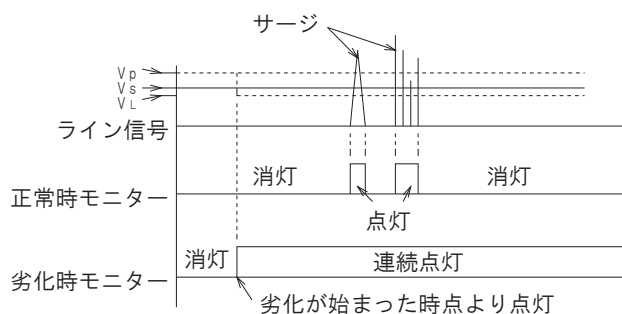 サージ
Vp
Vs
VL
ライン信号
消灯
消灯
正常時モニター
点灯
消灯
連続点灯
劣化時モニター
劣化が始まった時点より点灯